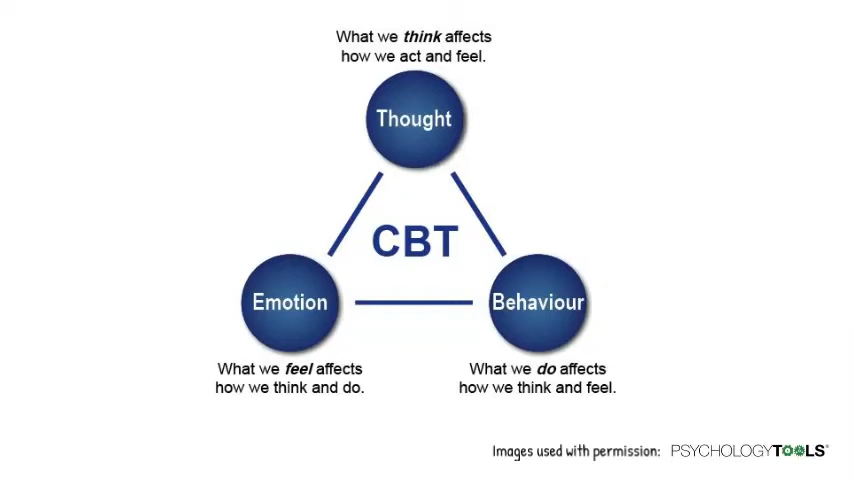 What we think affects
how we act and feel.
Thought
CBT
Emotion
Behaviour
What we feel affects
how we think and do.
What we do affects
how we think and feel.
Images used with permission: PSYCHOLOGYTOOLS®